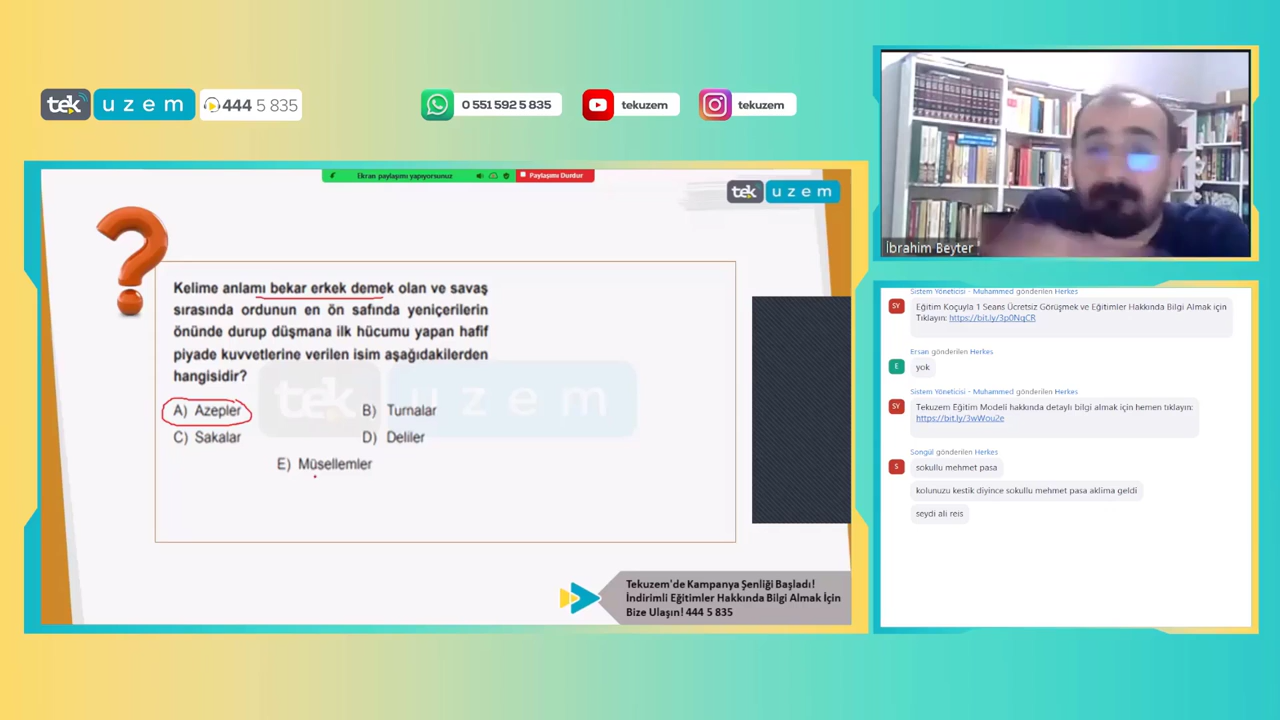 tek uzem 444 5 835
0 551 592 5 835
tekuzem
tekuzem
Ekran paylaşımı yapıyorsunuz
Paylaşımı Durdur
tek uzem
Kelime anlamı bekar erkek demek olan ve savaş
sırasında ordunun en ön safında yeniçerilerin
önünde durup düşmana ilk hücumu yapan hafif
piyade kuvvetlerine verilen isim aşağıdakilerden
hangisidir?
tek uzem
A) Azepler B) Turnalar
C) Sakalar D) Deliler
E) Müsellemler
Tekuzem'de Kampanya Şenliği Başladı!
İndirimli Eğitimler Hakkında Bilgi Almak İçin
Bize Ulaşın! 444 5 835
İbrahim Beyter
Sistem Yöneticisi - Muhammed gönderilen Herkes
SY
Eğitim Koçuyla 1 Seans Ücretsiz Görüşmek ve Eğitimler Hakkında Bilgi Almak için
Tıklayın: https://bit.ly/3p0NqCR
Ersan gönderilen Herkes
E
yok
Sistem Yöneticisi - Muhammed gönderilen Herkes
SY
Tekuzem Eğitim Modeli hakkında detaylı bilgi almak için hemen tıklayın:
https://bit.ly/3wWou2e
Songül gönderilen Herkes
S
sokullu mehmet pasa
kolunuzu kestik diyince sokullu mehmet pasa aklima geldi
seydi ali reis